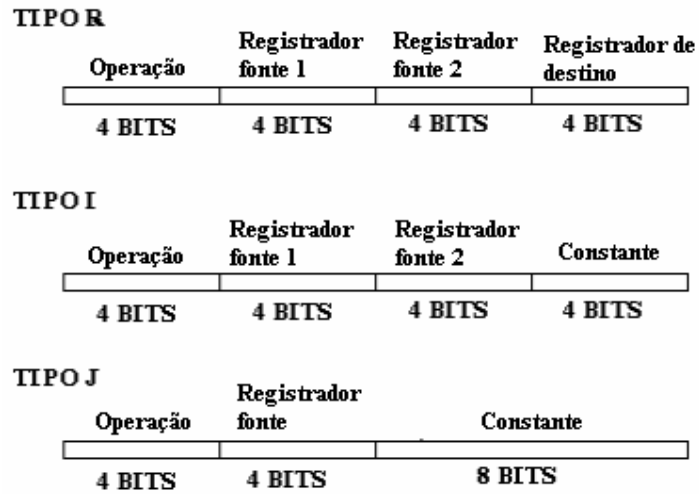 TIPO R
Operação
Registrador
fonte 1
Registrador
fonte 2
Registrador de
destino
4 BITS 4 BITS 4 BITS 4 BITS
TIPO I
Operação
Registrador
fonte 1
Registrador
fonte 2
Constante
4 BITS 4 BITS 4 BITS 4 BITS
TIPO J
Operação
Registrador
fonte
Constante
4 BITS 4 BITS 8 BITS